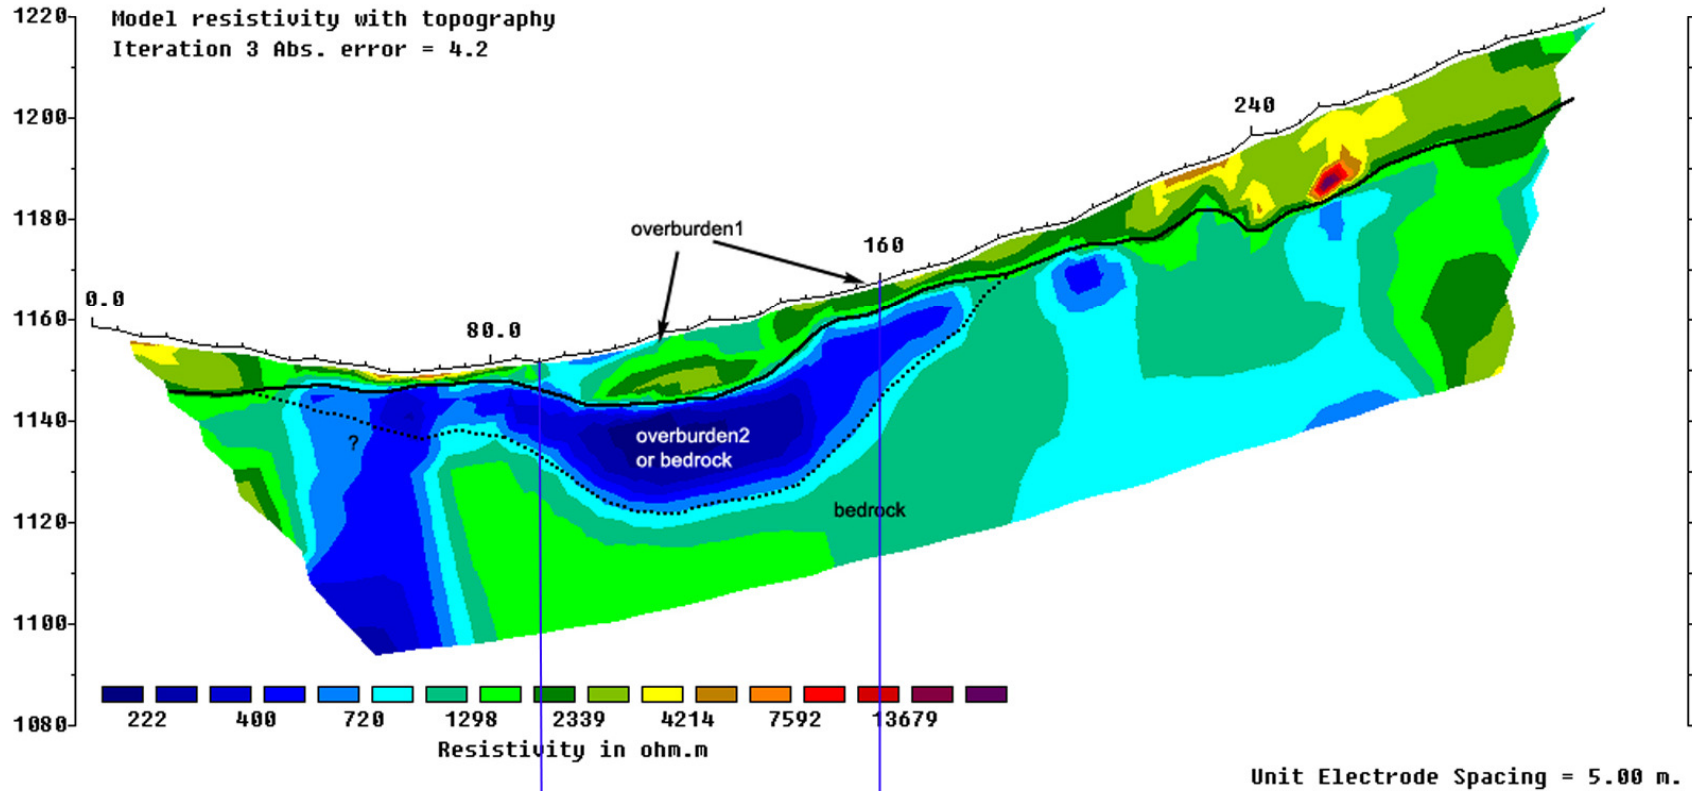 Model resistivity with topography
Iteration 3 Abs. error = 4.2
1220
1200
1180
1160
1140
1120
1100
1080
0.0
80.0
160
240
overburden1
overburden2
or bedrock
?
bedrock
222 400 720 1298 2339 4214 7592 13679
Resistivity in ohm.m
Unit Electrode Spacing = 5.00 m.